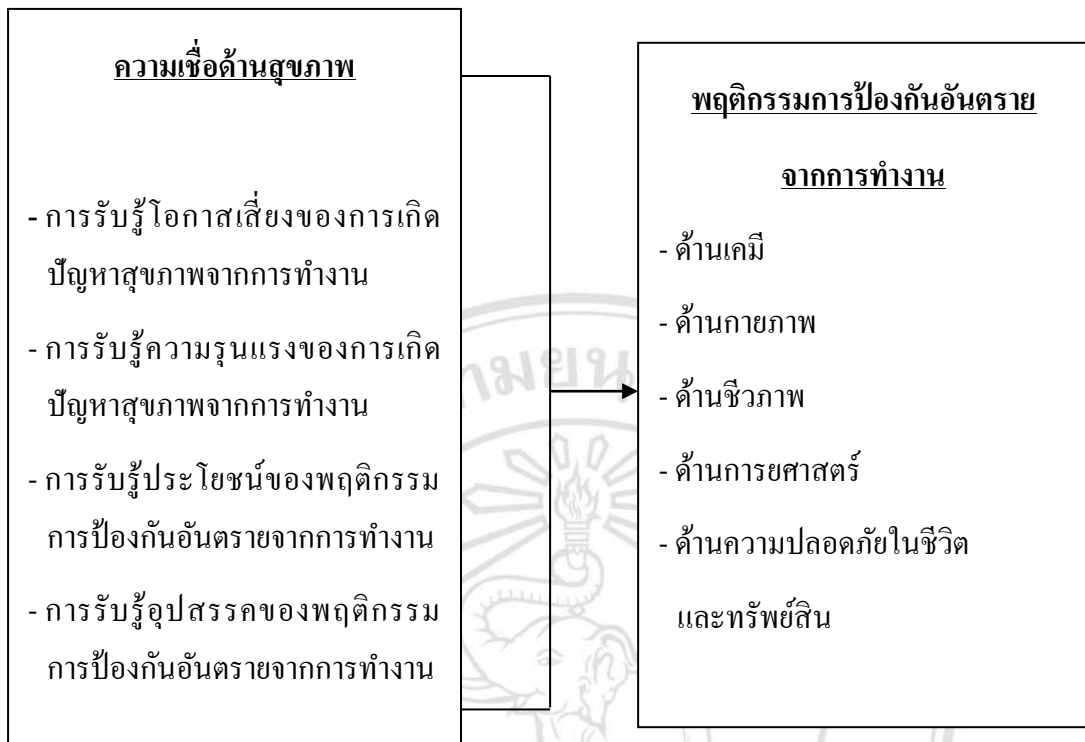 ความเชื่อด้านสุขภาพ
- การรับรู้โอกาสเสี่ยงของการเกิด
ปัญหาสุขภาพจากการทำงาน
- การรับรู้ความรุนแรงของการเกิด
ปัญหาสุขภาพจากการทำงาน
- การรับรู้ประโยชน์ของพฤติกรรม
การป้องกันอันตรายจากการทำงาน
- การรับรู้อุปสรรคของพฤติกรรม
การป้องกันอันตรายจากการทำงาน
พฤติกรรมการป้องกันอันตราย
จากการทำงาน
- ด้านเคมี
- ด้านกายภาพ
- ด้านชีวภาพ
- ด้านการยศาสตร์
- ด้านความปลอดภัยในชีวิต
และทรัพย์สิน